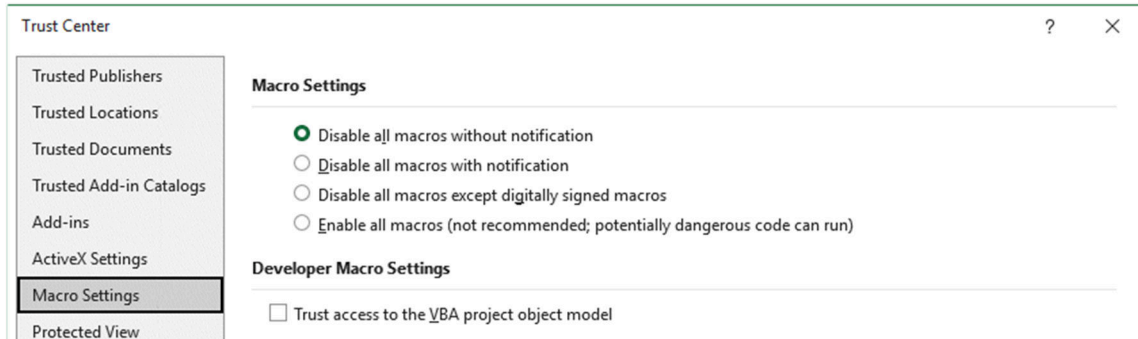 Trust Center
?
Trusted Publishers
Trusted Locations
Trusted Documents
Trusted Add-in Catalogs
Add-ins
ActiveX Settings
Macro Settings
Protected View
Macro Settings
Disable all macros without notification
Disable all macros with notification
Disable all macros except digitally signed macros
Enable all macros (not recommended; potentially dangerous code can run)
Developer Macro Settings
Trust access to the VBA project object model